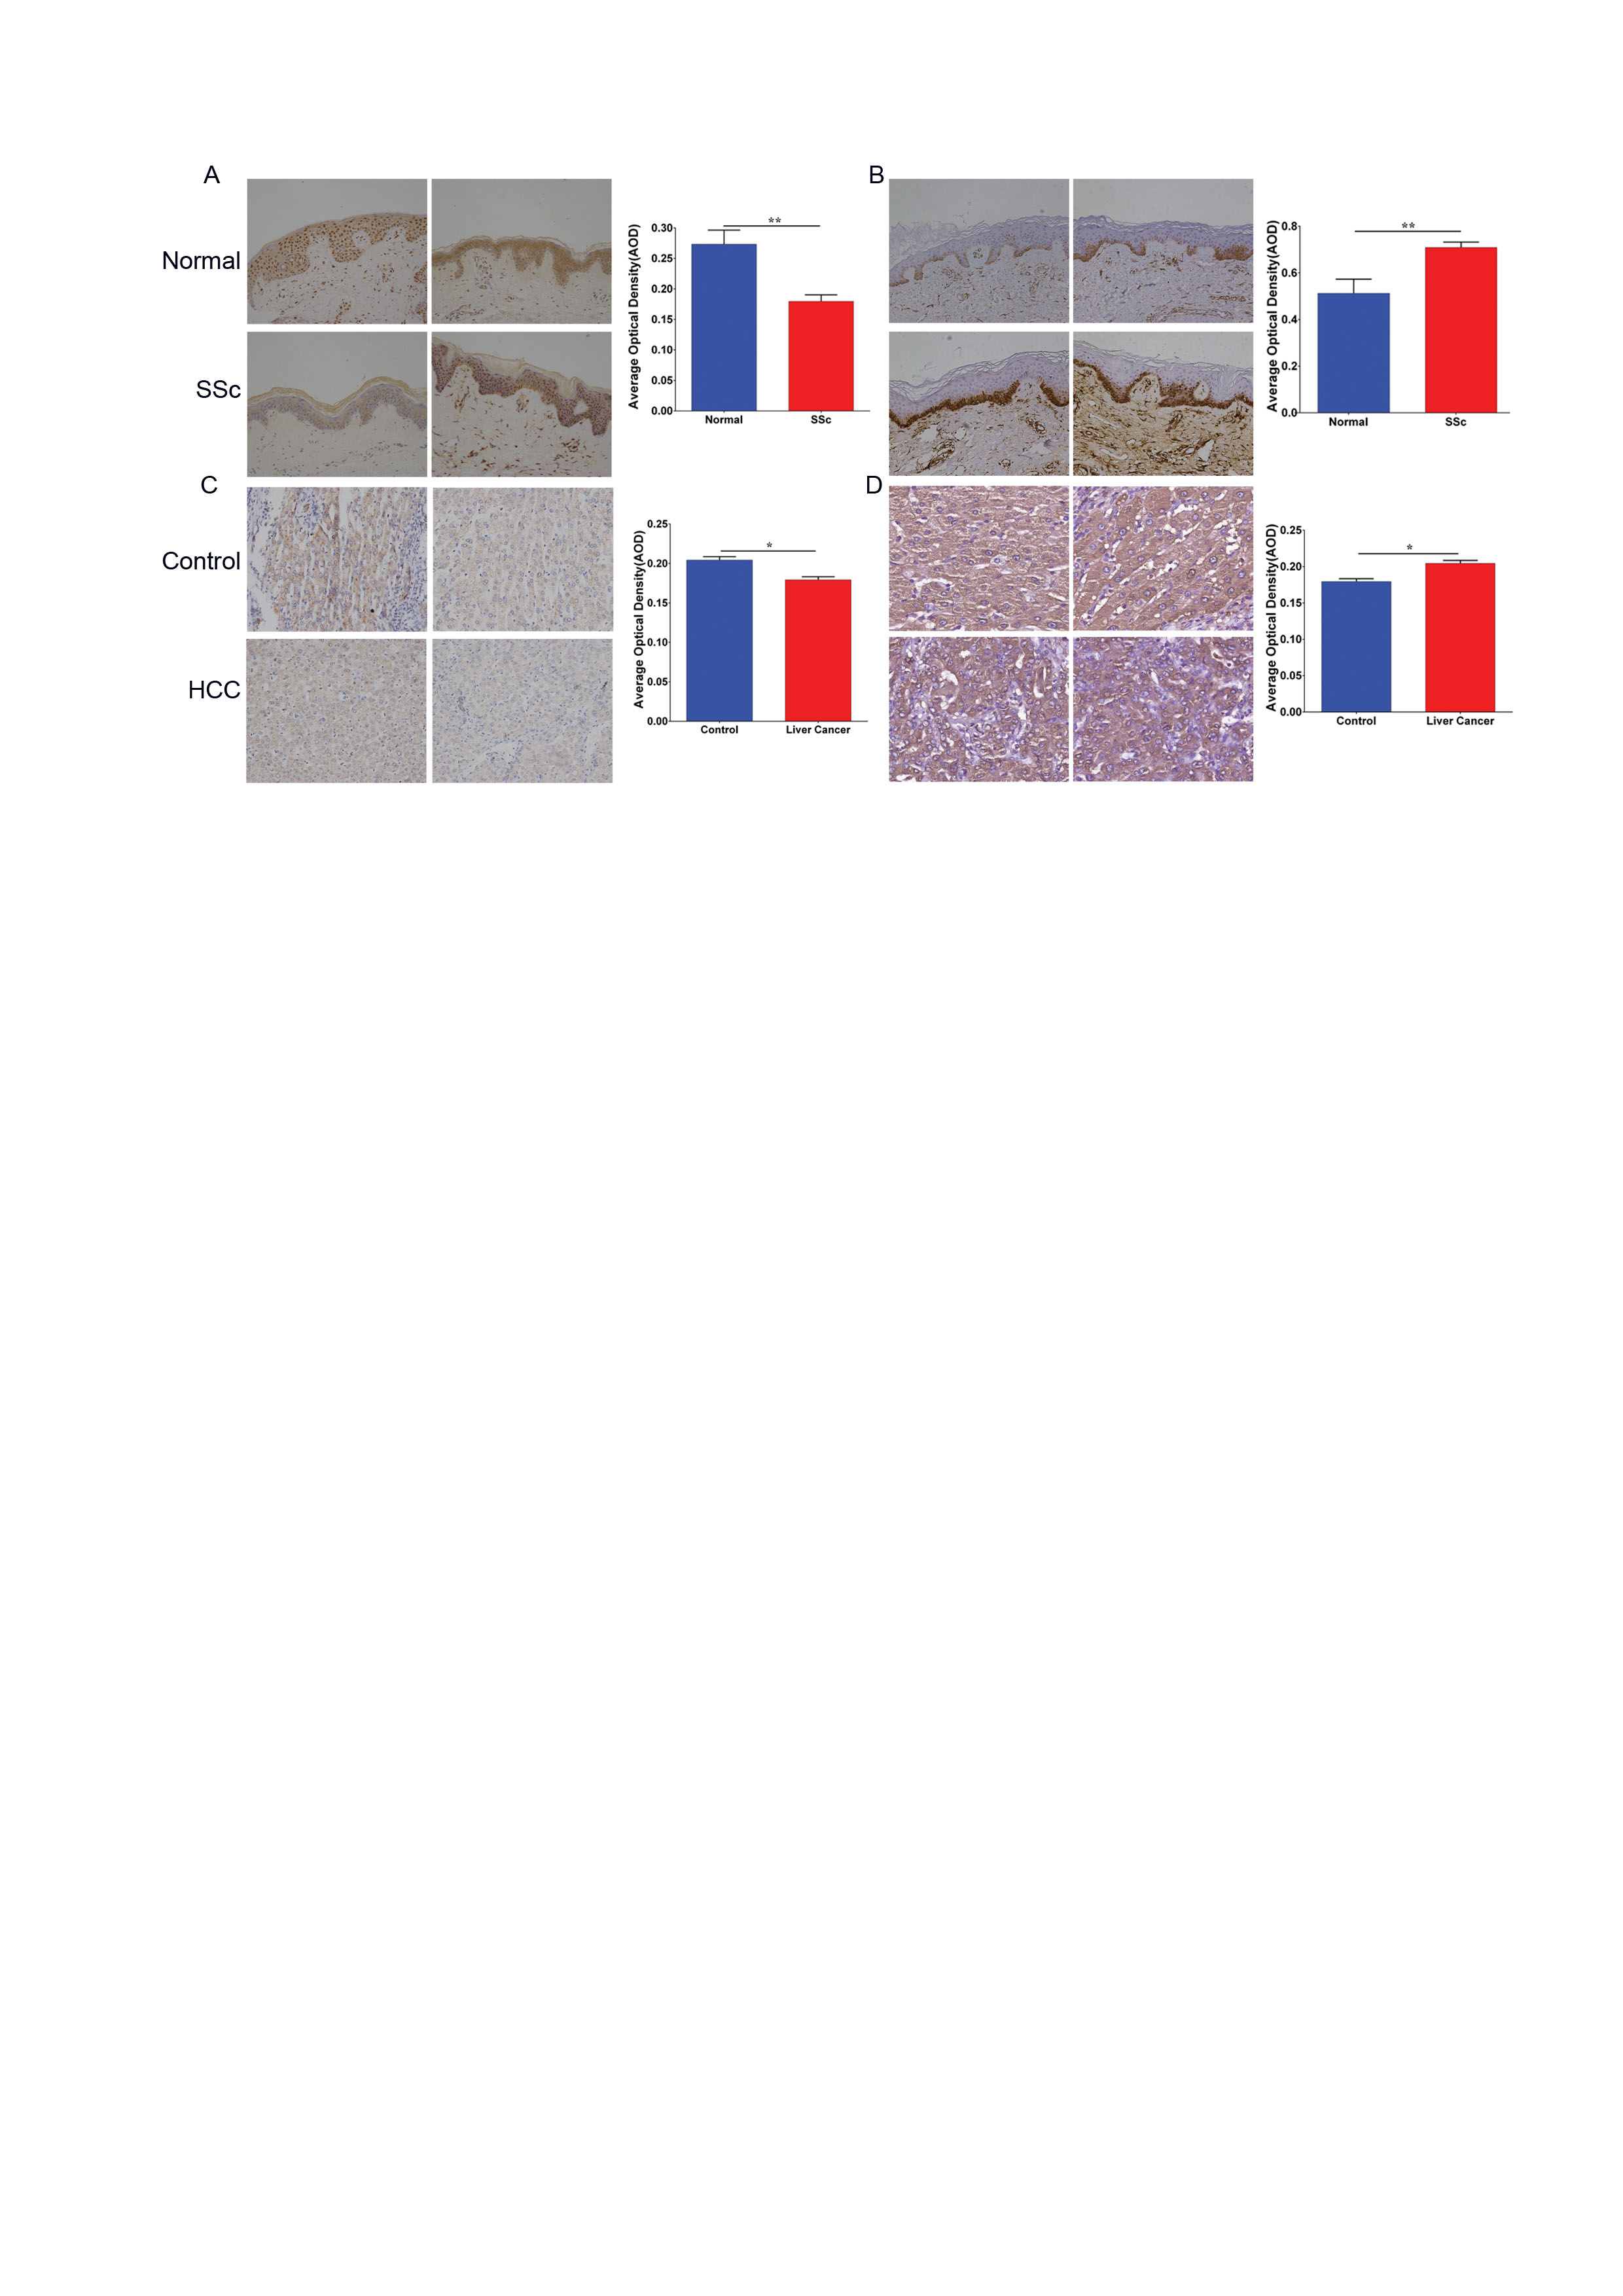 A
Normal
SSc
Average Optical Density(AOD)
0.30
0.25
0.20
0.15
0.10
0.05
0.00
**
Normal SSc
B
Average Optical Density(AOD)
0.8
0.6
0.4
0.2
0.0
**
Normal SSc
C
Control
HCC
Average Optical Density(AOD)
0.25
0.20
0.15
0.10
0.05
0.00
*
Control Liver Cancer
D
Average Optical Density(AOD)
0.25
0.20
0.15
0.10
0.05
0.00
*
Control Liver Cancer